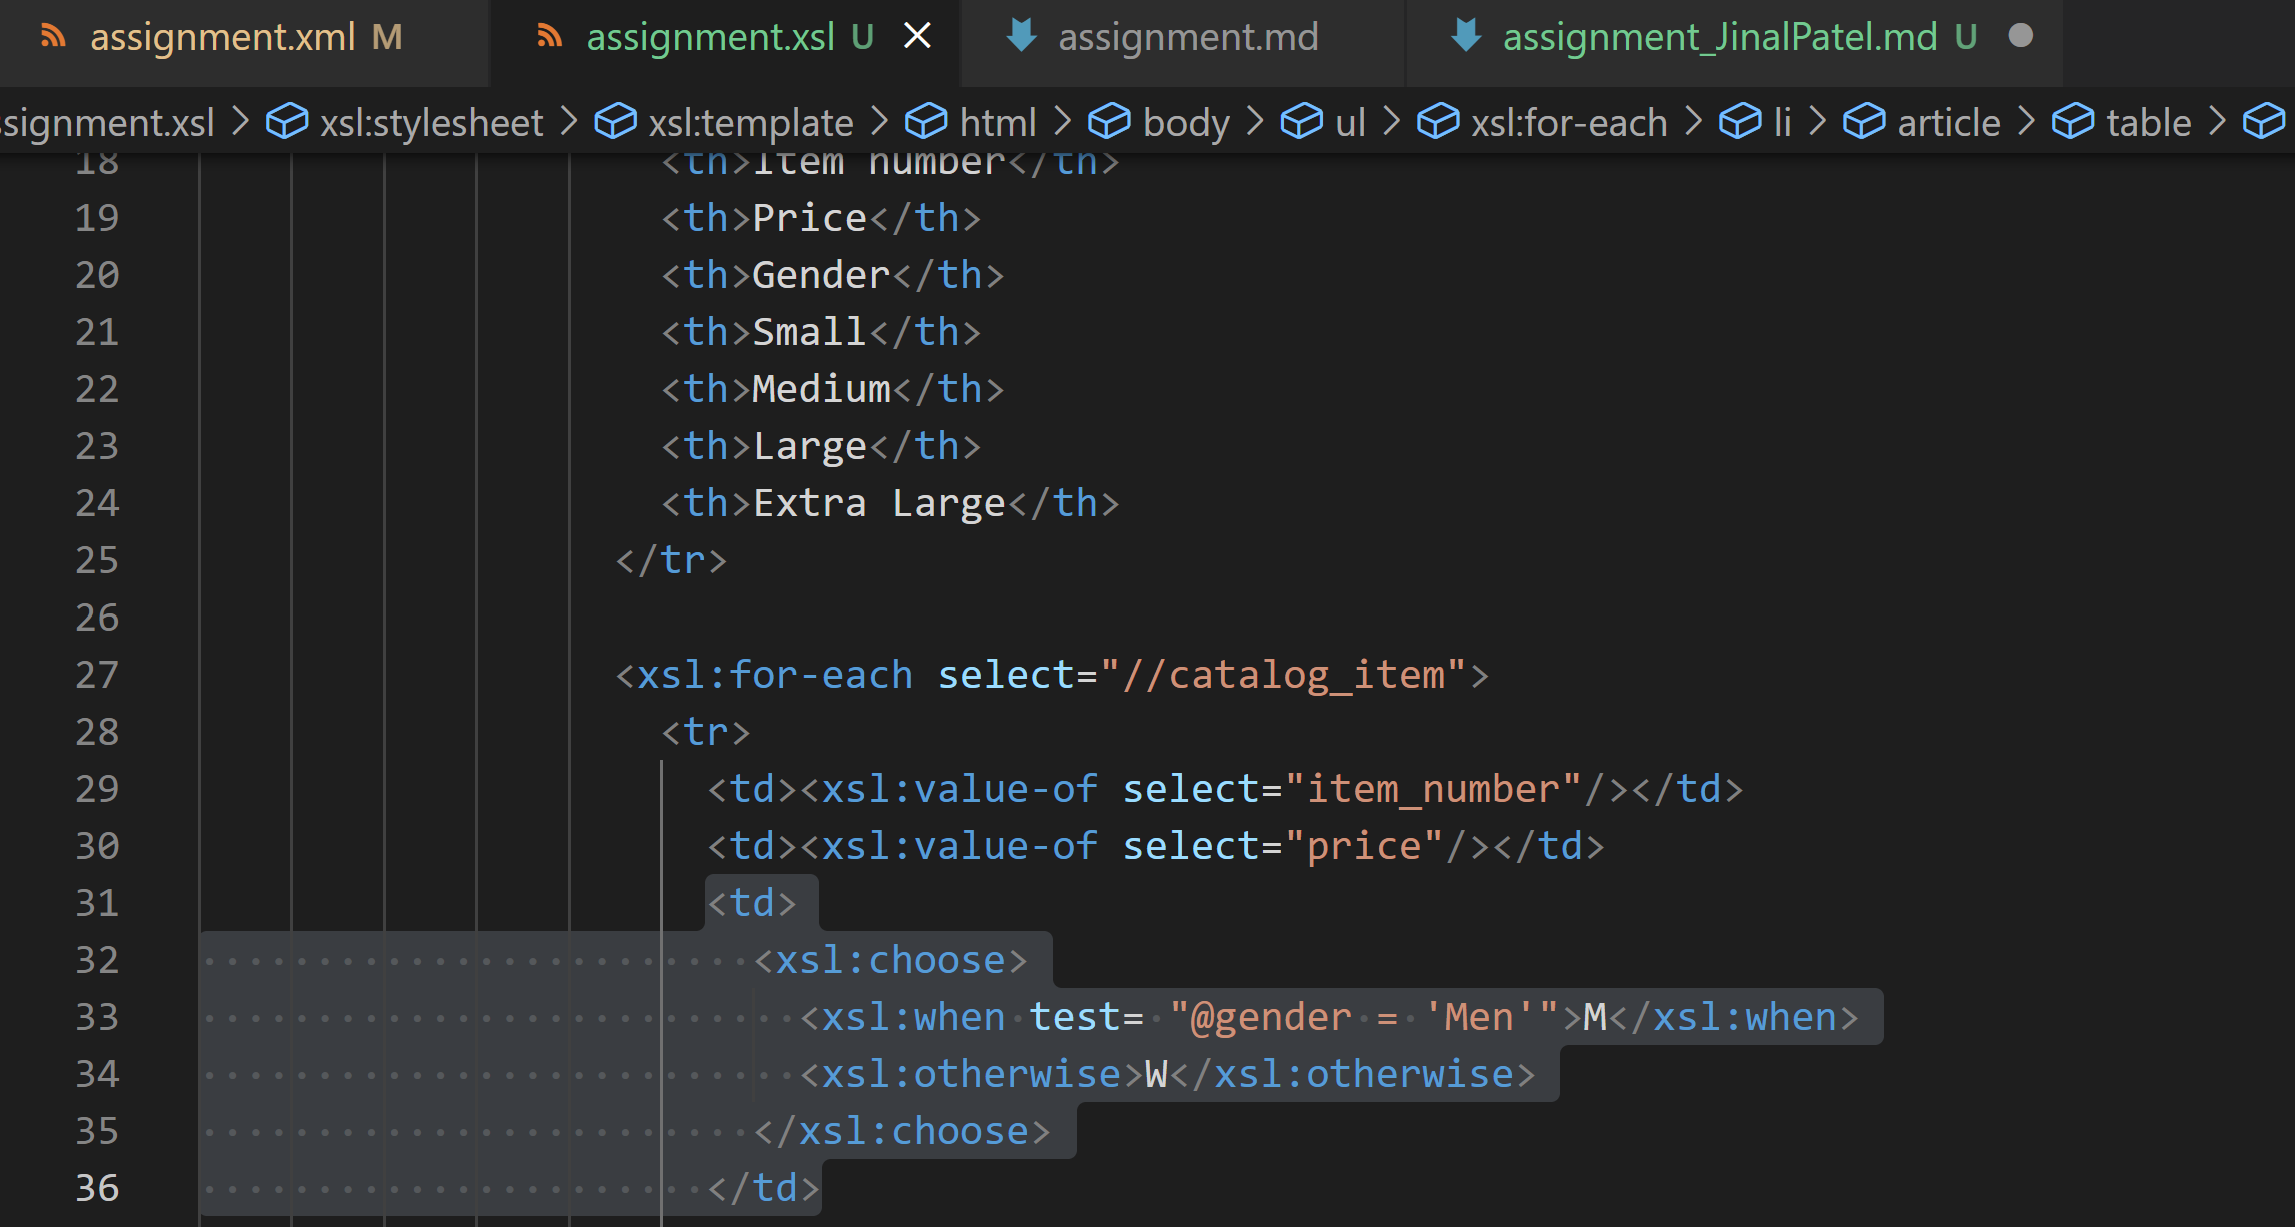 assignment.xml M assignment.xsl U assignment.md assignment_JinalPatel.md U
ssignment.xsl > xsl:stylesheet > xsl:template > html > body > ul > xsl:for-each > li > article > table >
18 <th>Item number</th>
19 <th>Price</th>
20 <th>Gender</th>
21 <th>Small</th>
22 <th>Medium</th>
23 <th>Large</th>
24 <th>Extra Large</th>
25 </tr>
26
27 <xsl:for-each select="//catalog_item">
28 <tr>
29 <td><xsl:value-of select="item_number"/></td>
30 <td><xsl:value-of select="price"/></td>
31 <td>
32 <xsl:choose>
33 <xsl:when test= "@gender = 'Men'">M</xsl:when>
34 <xsl:otherwise>W</xsl:otherwise>
35 </xsl:choose>
36 </td>